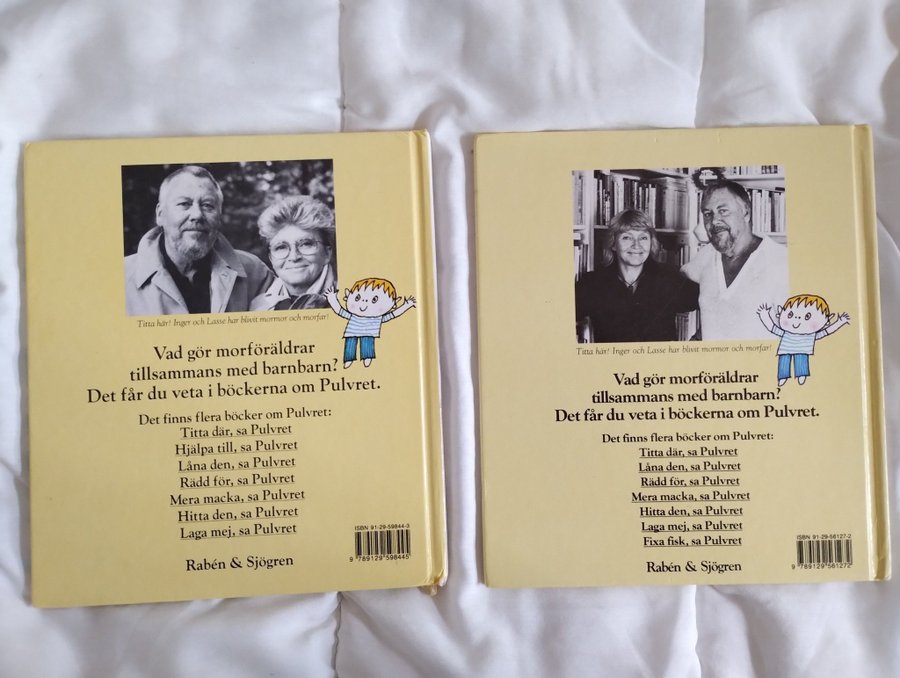 Titta här! Inger och Lasse har blivit mormor och morfar!
Vad gör morföräldrar
tillsammans med barnbarn?
Det får du veta i böckerna om Pulvret.
Det finns flera böcker om Pulvret:
Titta där, sa Pulvret
Hjälpa till, sa Pulvret
Låna den, sa Pulvret
Rädd för, sa Pulvret
Mera macka, sa Pulvret
Hitta den, sa Pulvret
Laga mej, sa Pulvret
ISBN 91-29-59844-3
9 789129 598445
Rabén & Sjögren
Titta här! Inger och Lasse har blivit mormor och morfar!
Vad gör morföräldrar
tillsammans med barnbarn?
Det får du veta i böckerna om Pulvret.
Det finns flera böcker om Pulvret:
Titta där, sa Pulvret
Låna den, sa Pulvret
Rädd för, sa Pulvret
Mera macka, sa Pulvret
Hitta den, sa Pulvret
Laga mej, sa Pulvret
Fixa fisk, sa Pulvret
ISBN 91-29-56127-2
9 789129 561272
Rabén & Sjögren